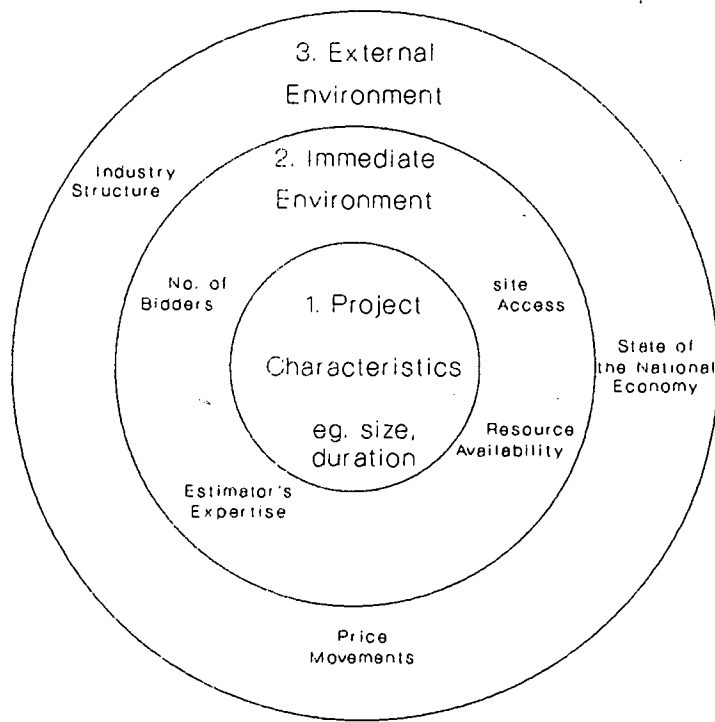 3. External
Environment
2. Immediate
Environment
Industry
Structure
No. of
Bidders
site
Access
1. Project
Characteristics
eg. size,
duration
State of
the National
Economy
Resource
Availability
Estimator's
Expertise
Price
Movements